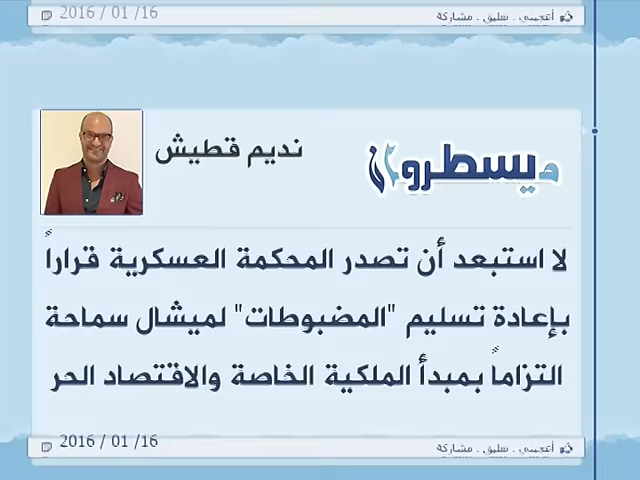 2016 / 01 /16
أعجبني . تعليق . مشاركة
نديم قطيش
ويسطرون
لا استبعد أن تصدر المحكمة العسكرية قراراً
بإعادة تسليم "المضبوطات" لميشال سماحة
التزاماً بمبدأ الملكية الخاصة والاقتصاد الحر
2016 / 01 /16
أعجبني . تعليق . مشاركة